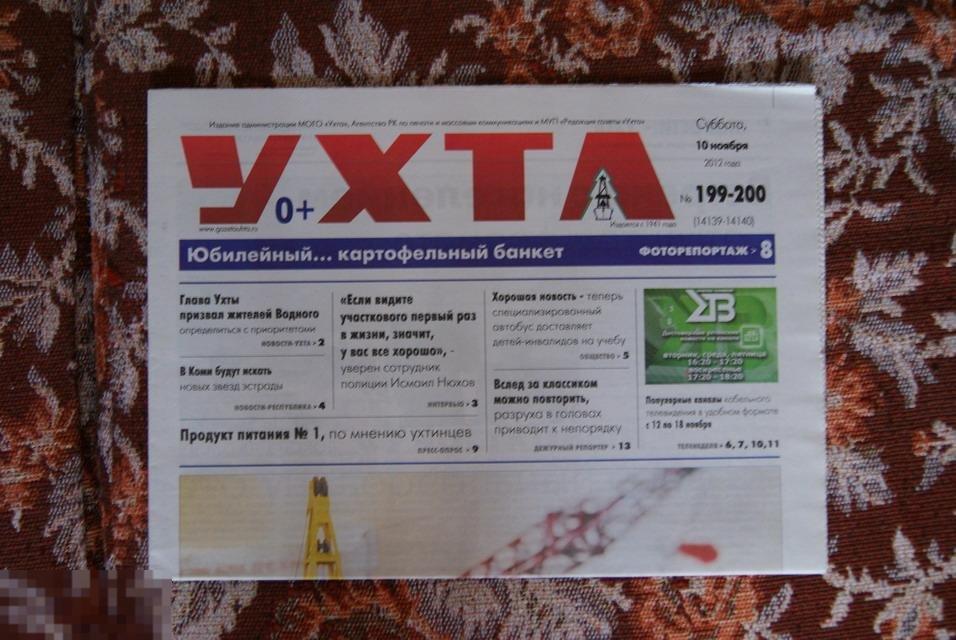 Издание администрации МОГО «Ухта», Агентство РК по печати и массовым коммуникациям и МУП «Редакция газеты «Ухта»
Суббота,
10 ноября
2012 года
№ 199-200
(14139-14140)
УХТА
0+
www.gazetaukhta.ru
Издается с 1941 года
Юбилейный... картофельный банкет
ФОТОРЕПОРТАЖ > 8
Глава Ухты
призвал жителей Водного
определиться с приоритетами
НОВОСТИ-УХТА > 2
В Коми будут искать
новых звезд эстрады
НОВОСТИ-РЕСПУБЛИКА > 4
«Если видите
участкового первый раз
в жизни, значит,
у вас все хорошо», -
уверен сотрудник
полиции Исмаил Нюхов
ИНТЕРВЬЮ > 3
Продукт питания № 1, по мнению ухтинцев
ПРЕСС-ОПРОС > 9
Хорошая новость - теперь
специализированный
автобус доставляет
детей-инвалидов на учебу
ОБЩЕСТВО > 5
Вслед за классиком
можно повторить,
разруха в головах
приводит к непорядку
ДЕЖУРНЫЙ РЕПОРТЕР > 13
вторник, среда, пятница
16:20 - 17:20
воскресенье
17:20 - 18:20
Популярные каналы кабельного
телевидения в удобном формате
с 12 по 18 ноября
ТЕЛЕНЕДЕЛЯ > 6, 7, 10, 11